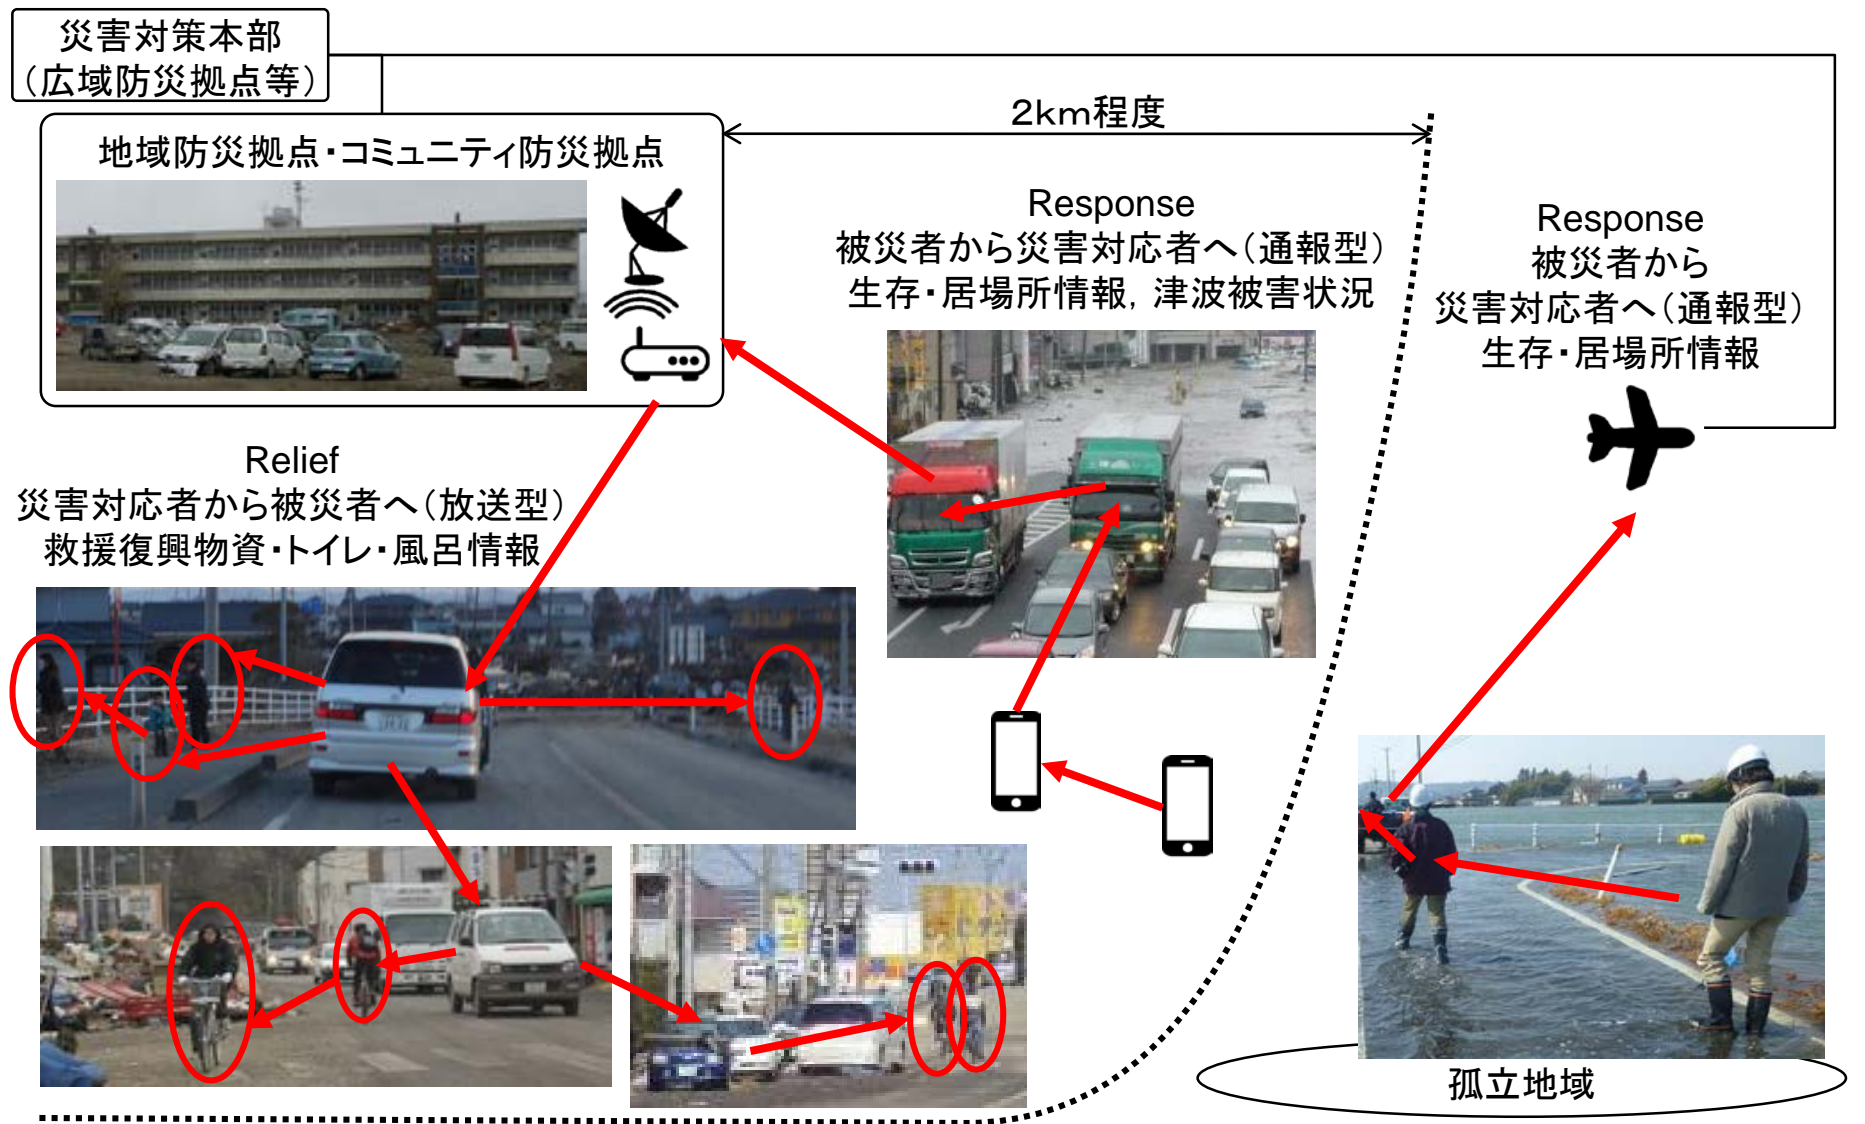 災害対策本部
（広域防災拠点等）
地域防災拠点・コミュニティ防災拠点
2km程度
Response
被災者から災害対応者へ（通報型）
生存・居場所情報，津波被害状況
Response
被災者から
災害対応者へ（通報型）
生存・居場所情報
Relief
災害対応者から被災者へ（放送型）
救援復興物資・トイレ・風呂情報
孤立地域